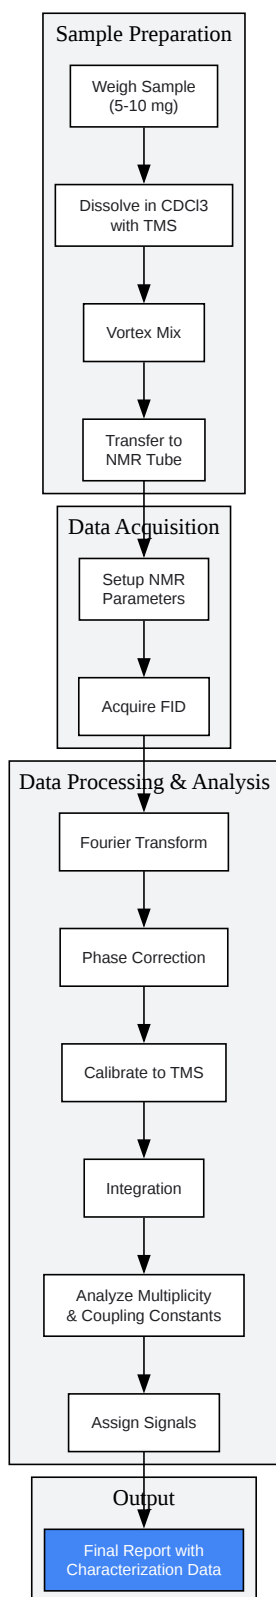 Sample Preparation
Weigh Sample
(5-10 mg)
Dissolve in CDCl3
with TMS
Vortex Mix
Transfer to
NMR Tube
Data Acquisition
Setup NMR
Parameters
Acquire FID
Data Processing & Analysis
Fourier Transform
Phase Correction
Calibrate to TMS
Integration
Analyze Multiplicity
& Coupling Constants
Assign Signals
Output
Final Report with
Characterization Data